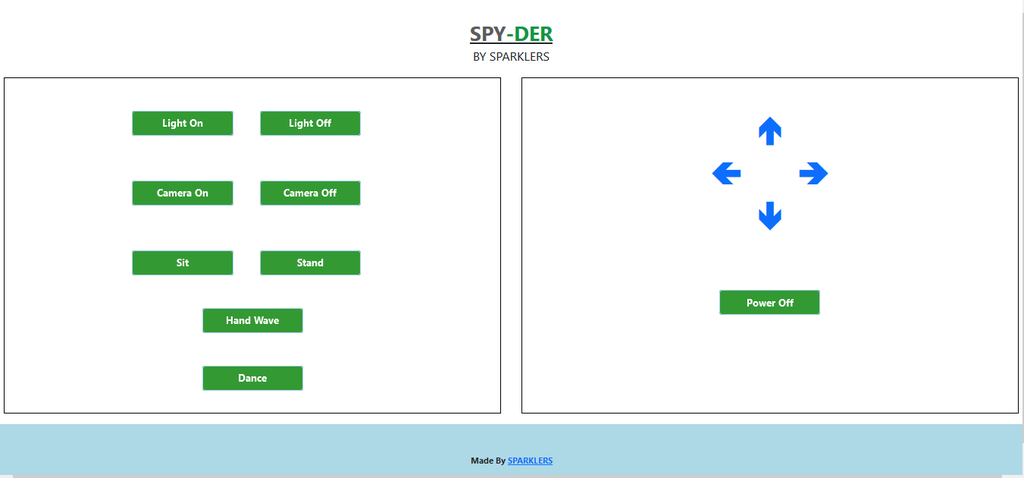 SPY-DER
BY SPARKLERS
Light On
Light Off
Camera On
Camera Off
Sit
Stand
Hand Wave
Dance
Power Off
Made By SPARKLERS